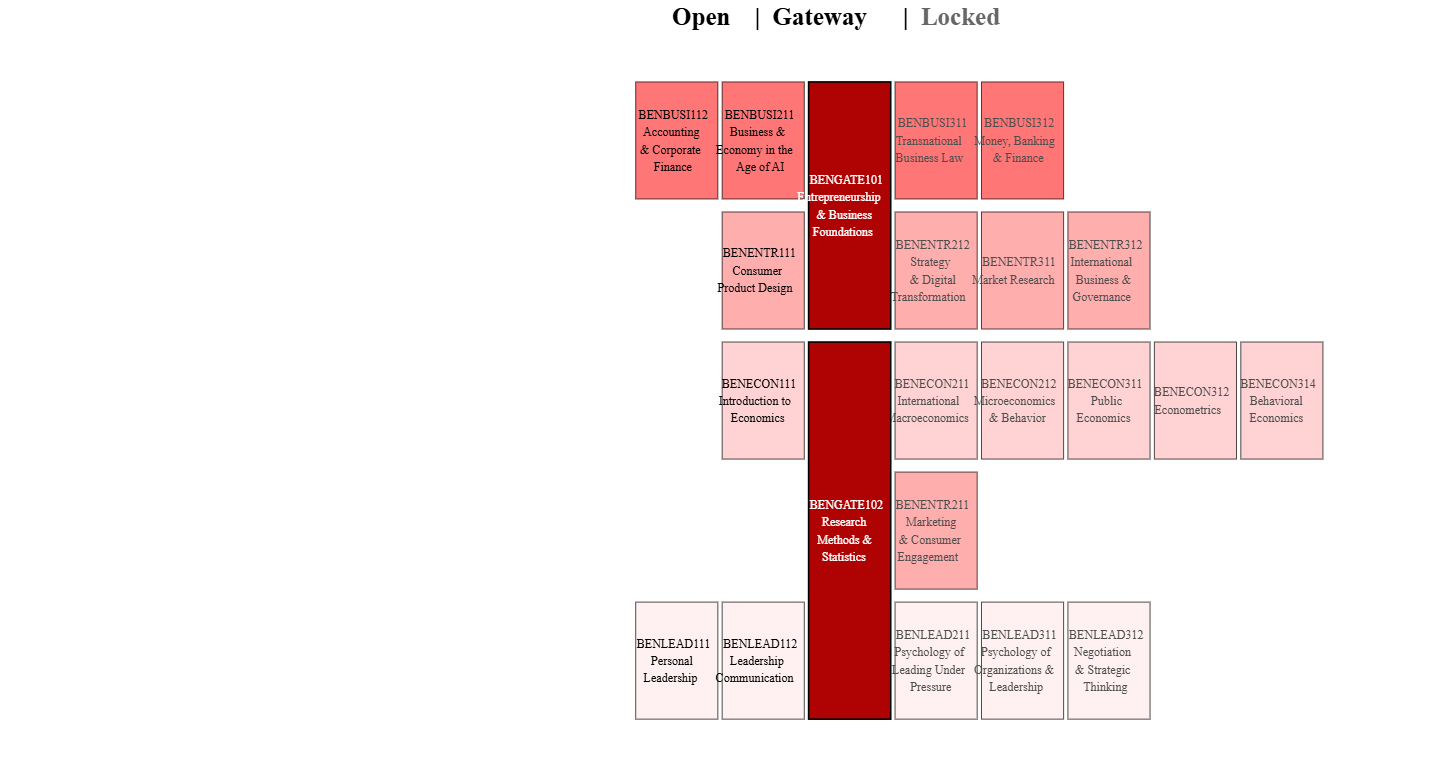 Open | Gateway | Locked
BENBUSI112
Accounting
& Corporate
Finance
BENBUSI211
Business &
Economy in the
Age of AI
BENGATE101
Entrepreneurship
& Business
Foundations
BENBUSI311
Transnational
Business Law
BENBUSI312
Money, Banking
& Finance
BENENTR111
Consumer
Product Design
BENENTR212
Strategy
& Digital
Transformation
BENENTR311
Market Research
BENENTR312
International
Business &
Governance
BENECON111
Introduction to
Economics
BENGATE102
Research
Methods &
Statistics
BENECON211
International
Macroeconomics
BENECON212
Microeconomics
& Behavior
BENECON311
Public
Economics
BENECON312
Econometrics
BENECON314
Behavioral
Economics
BENENTR211
Marketing
& Consumer
Engagement
BENLEAD111
Personal
Leadership
BENLEAD112
Leadership
Communication
BENLEAD211
Psychology of
Leading Under
Pressure
BENLEAD311
Psychology of
Organizations &
Leadership
BENLEAD312
Negotiation
& Strategic
Thinking